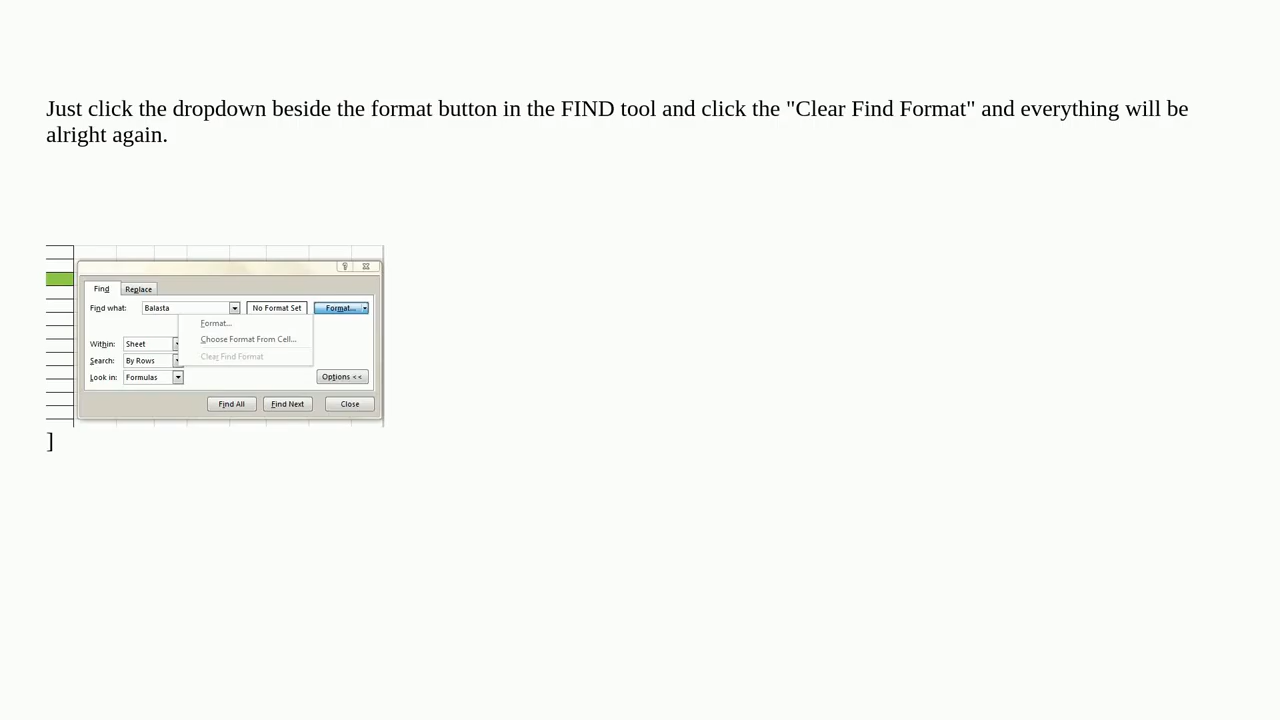 Just click the dropdown beside the format button in the FIND tool and click the "Clear Find Format" and everything will be
alright again.
? X
Find Replace
Find what: Balasta No Format Set Format...
Format...
Choose Format From Cell...
Within: Sheet
Clear Find Format
Search: By Rows
Look in: Formulas Options <<
Find All Find Next Close
]